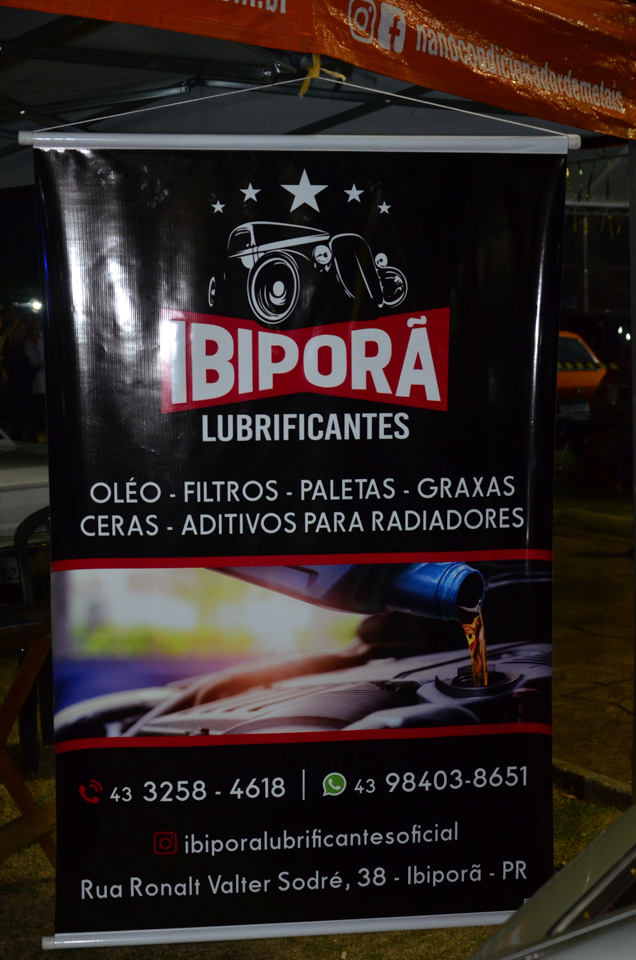 nanocondicionadordemetais
IBIPORÃ
LUBRIFICANTES
OLÉO - FILTROS - PALETAS - GRAXAS
CERAS - ADITIVOS PARA RADIADORES
43 3258 - 4618 | 43 98403-8651
ibiporalubrificantesoficial
Rua Ronalt Valter Sodré, 38 - Ibiporã - PR